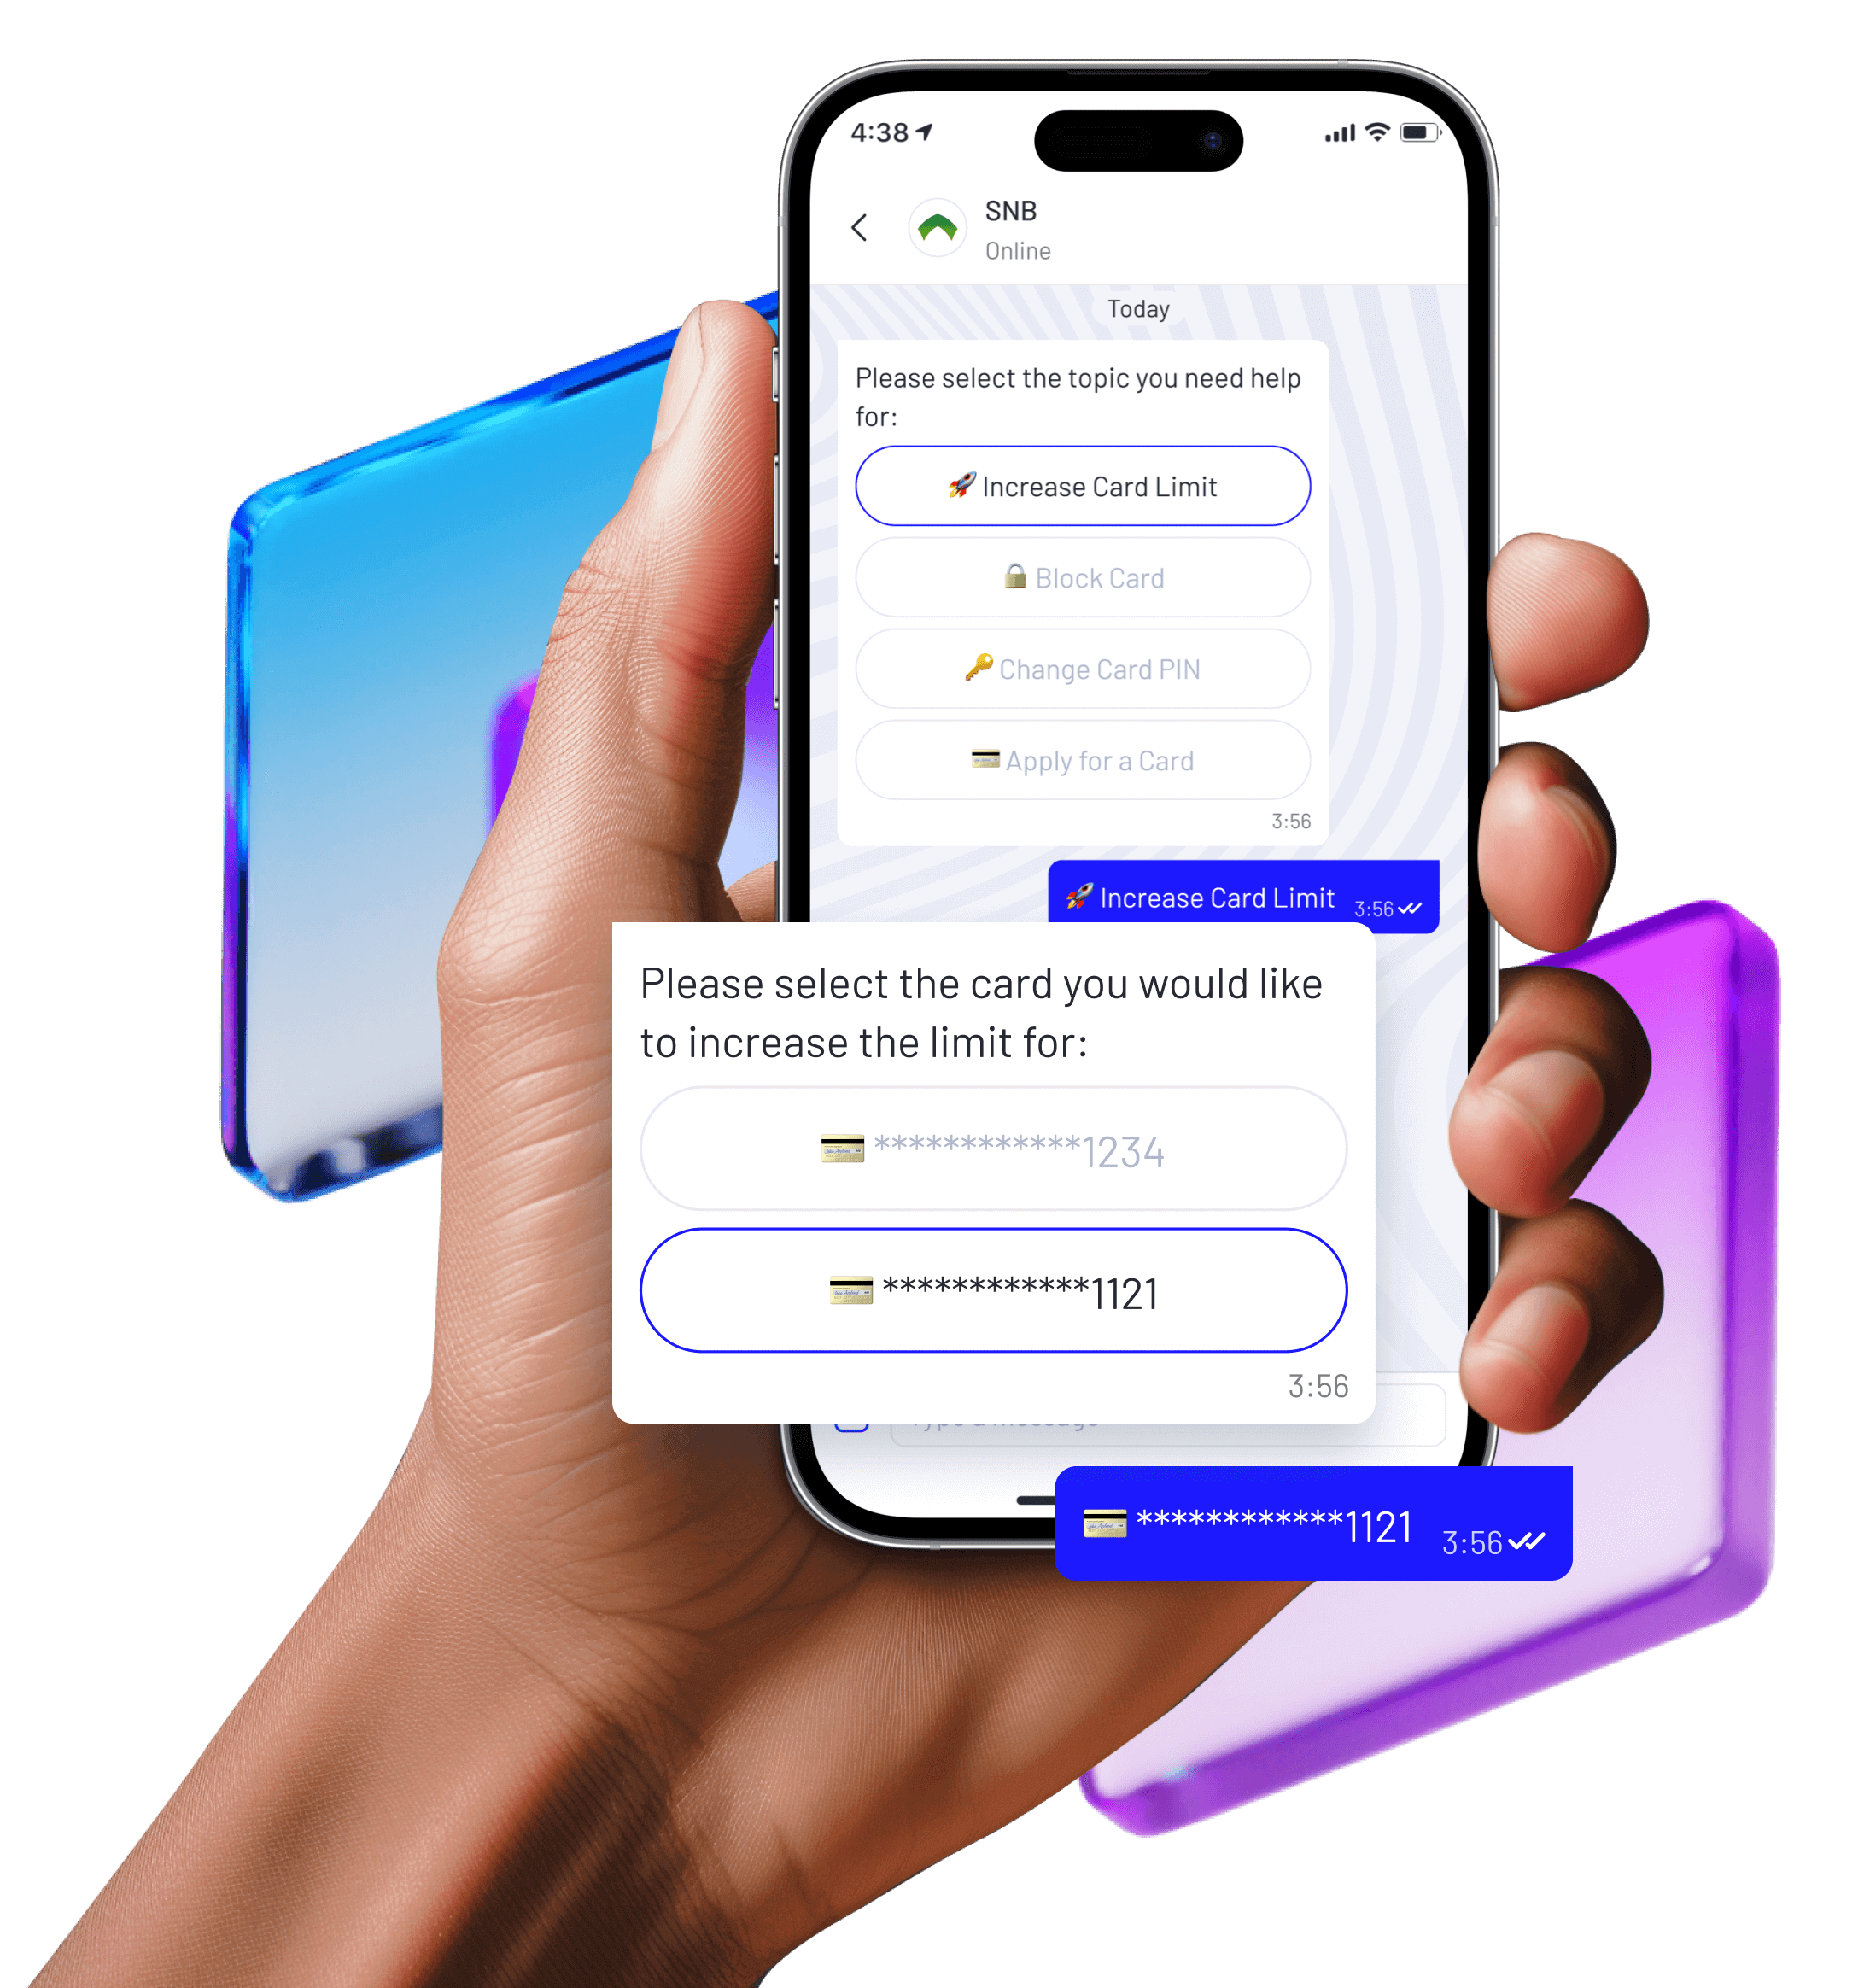 4:38
SNB
Online
Today
Please select the topic you need help
for:
🚀 Increase Card Limit
🔒 Block Card
🔑 Change Card PIN
💳 Apply for a Card
3:56
🚀 Increase Card Limit 3:56
Please select the card you would like
to increase the limit for:
💳 ************1234
💳 ************1121
3:56
Type a message
💳 ************1121 3:56